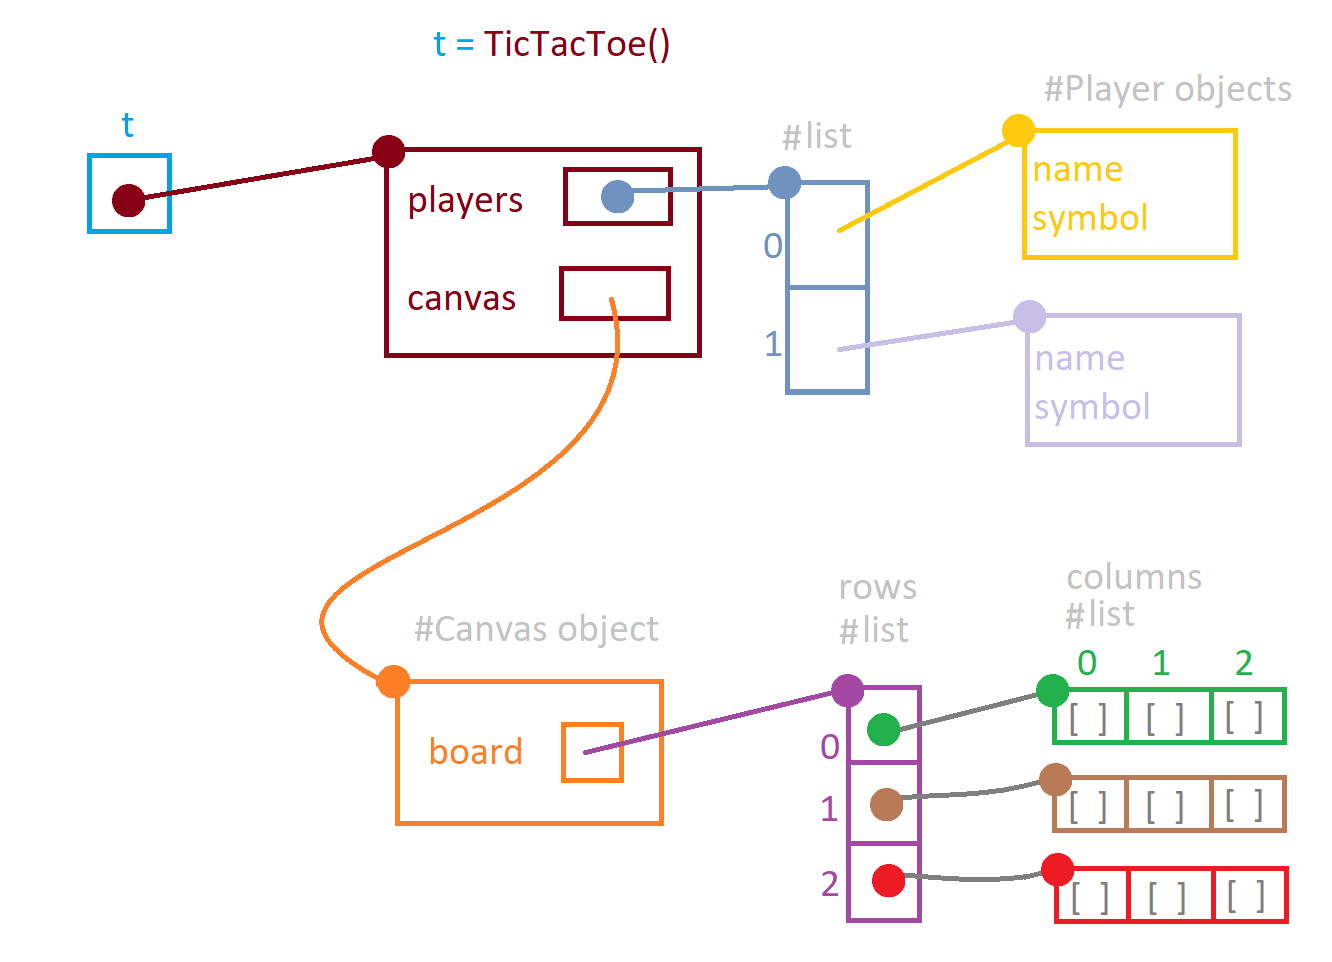 t = TicTacToe()
#Player objects
t
#list
players
name
symbol
0
canvas
1
name
symbol
columns
#list
rows
#list
#Canvas object
0 1 2
[ ] [ ] [ ]
board
0
1
[ ] [ ] [ ]
2
[ ] [ ] [ ]